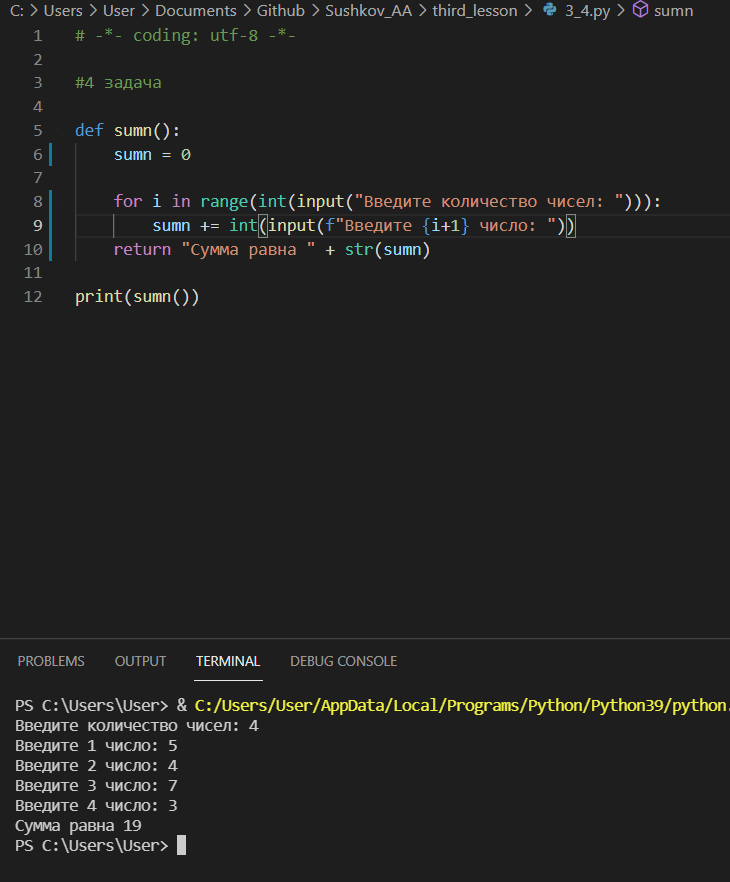 C: > Users > User > Documents > Github > Sushkov_AA > third_lesson > 3_4.py > sumn
1 # -*- coding: utf-8 -*-
2
3 #4 задача
4
5 def sumn():
6 sumn = 0
7
8 for i in range(int(input("Введите количество чисел: "))):
9 sumn += int(input(f"Введите {i+1} число: "))
10 return "Сумма равна " + str(sumn)
11
12 print(sumn())
PROBLEMS OUTPUT TERMINAL DEBUG CONSOLE
PS C:\Users\User> & C:/Users/User/AppData/Local/Programs/Python/Python39/python.
Введите количество чисел: 4
Введите 1 число: 5
Введите 2 число: 4
Введите 3 число: 7
Введите 4 число: 3
Сумма равна 19
PS C:\Users\User>